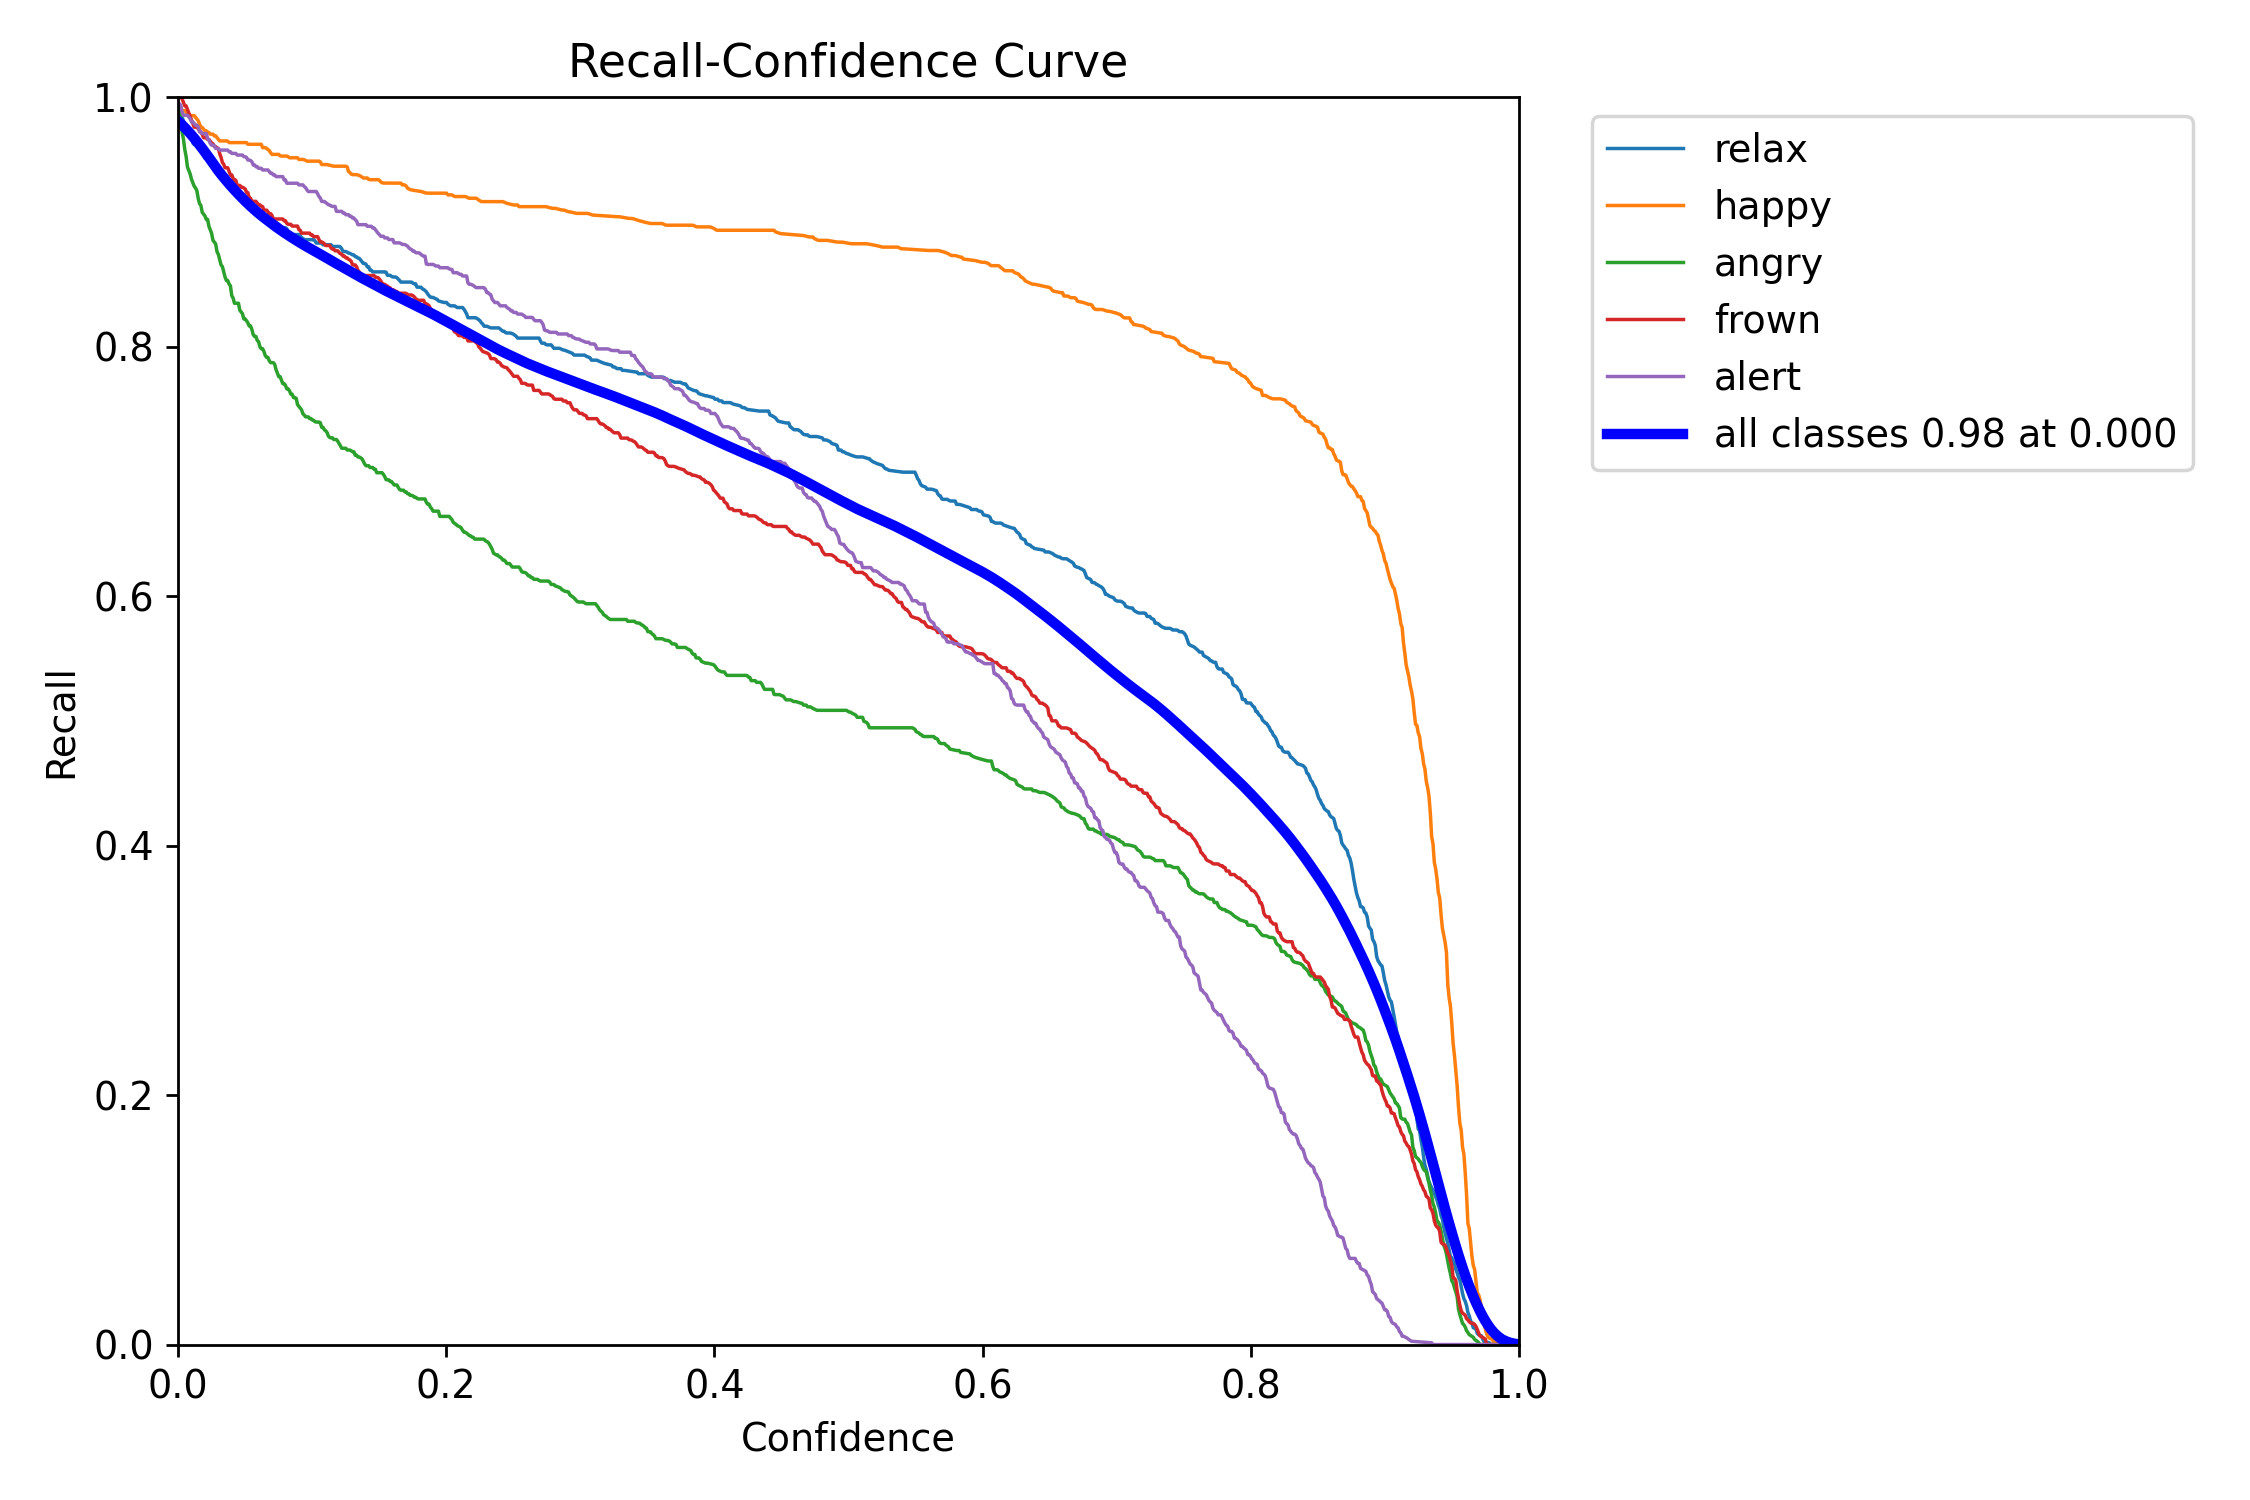 Recall-Confidence Curve
1.0
0.8
0.6
0.4
0.2
0.0
Recall
0.0 0.2 0.4 0.6 0.8 1.0
Confidence
relax
happy
angry
frown
alert
all classes 0.98 at 0.000